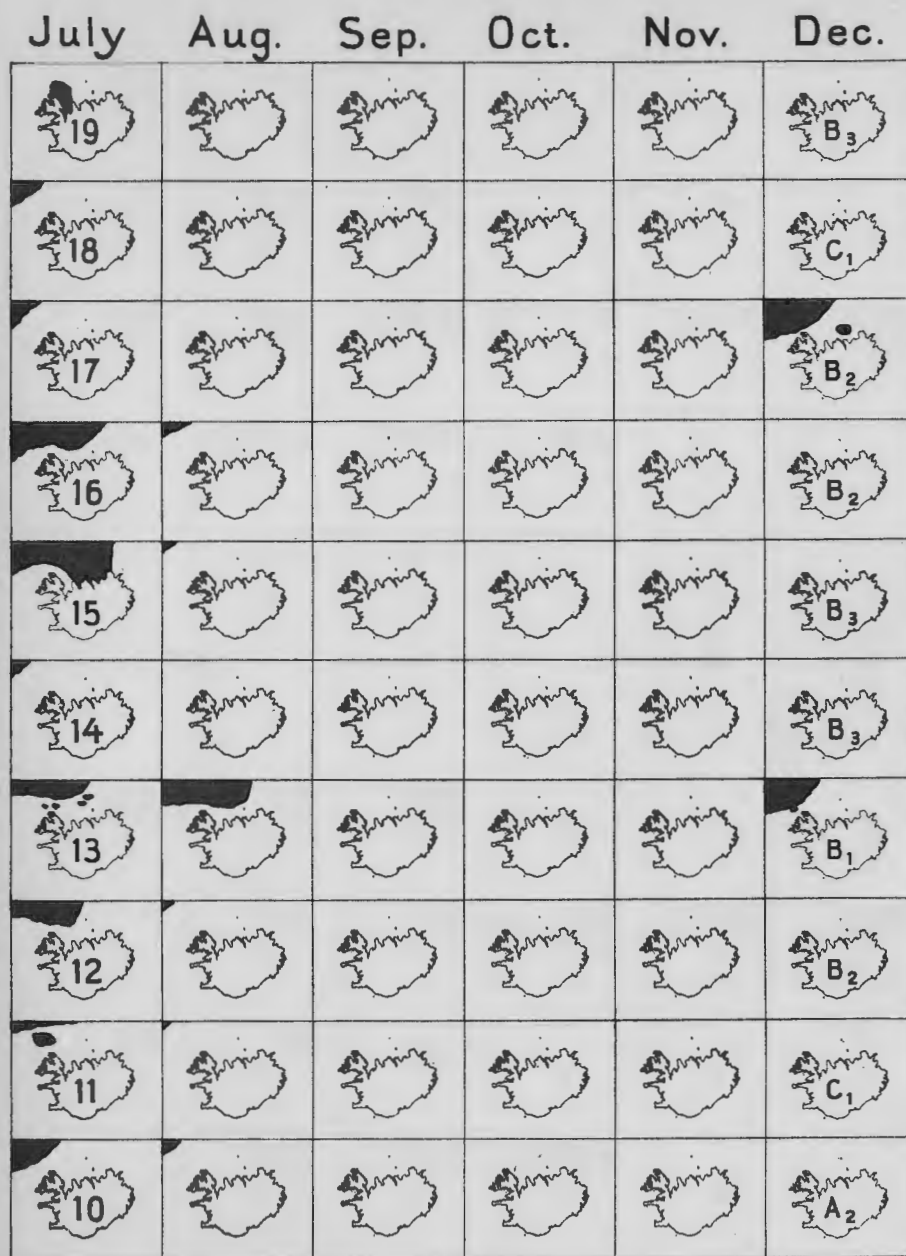 July Aug. Sep. Oct. Nov. Dec.
19 B₃
18 C₁
17 B₂
16 B₂
15 B₃
14 B₃
13 B₁
12 B₂
11 C₁
10 A₂